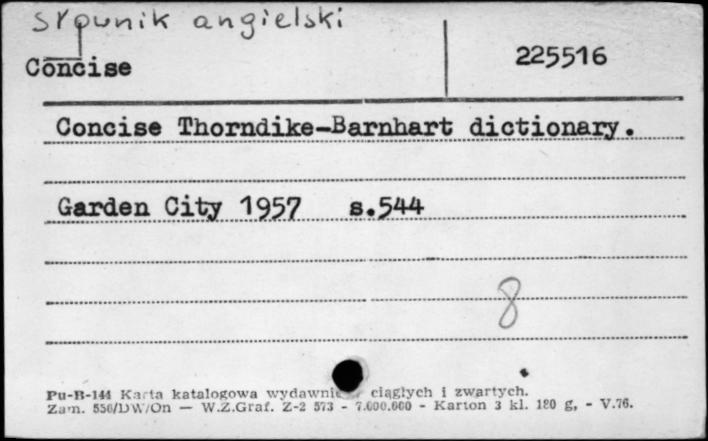 słownik angielski
Concise
225516
Concise Thorndike-Barnhart dictionary.
Garden City 1957 s.544
8
Pu-B-144 Karta katalogowa ciągłych i zwartych.
Zam. 550/DW/On — W.Z.Graf. Z-2 573 - 7.000.000 - Karton 3 kl. 180 g, - V.76.